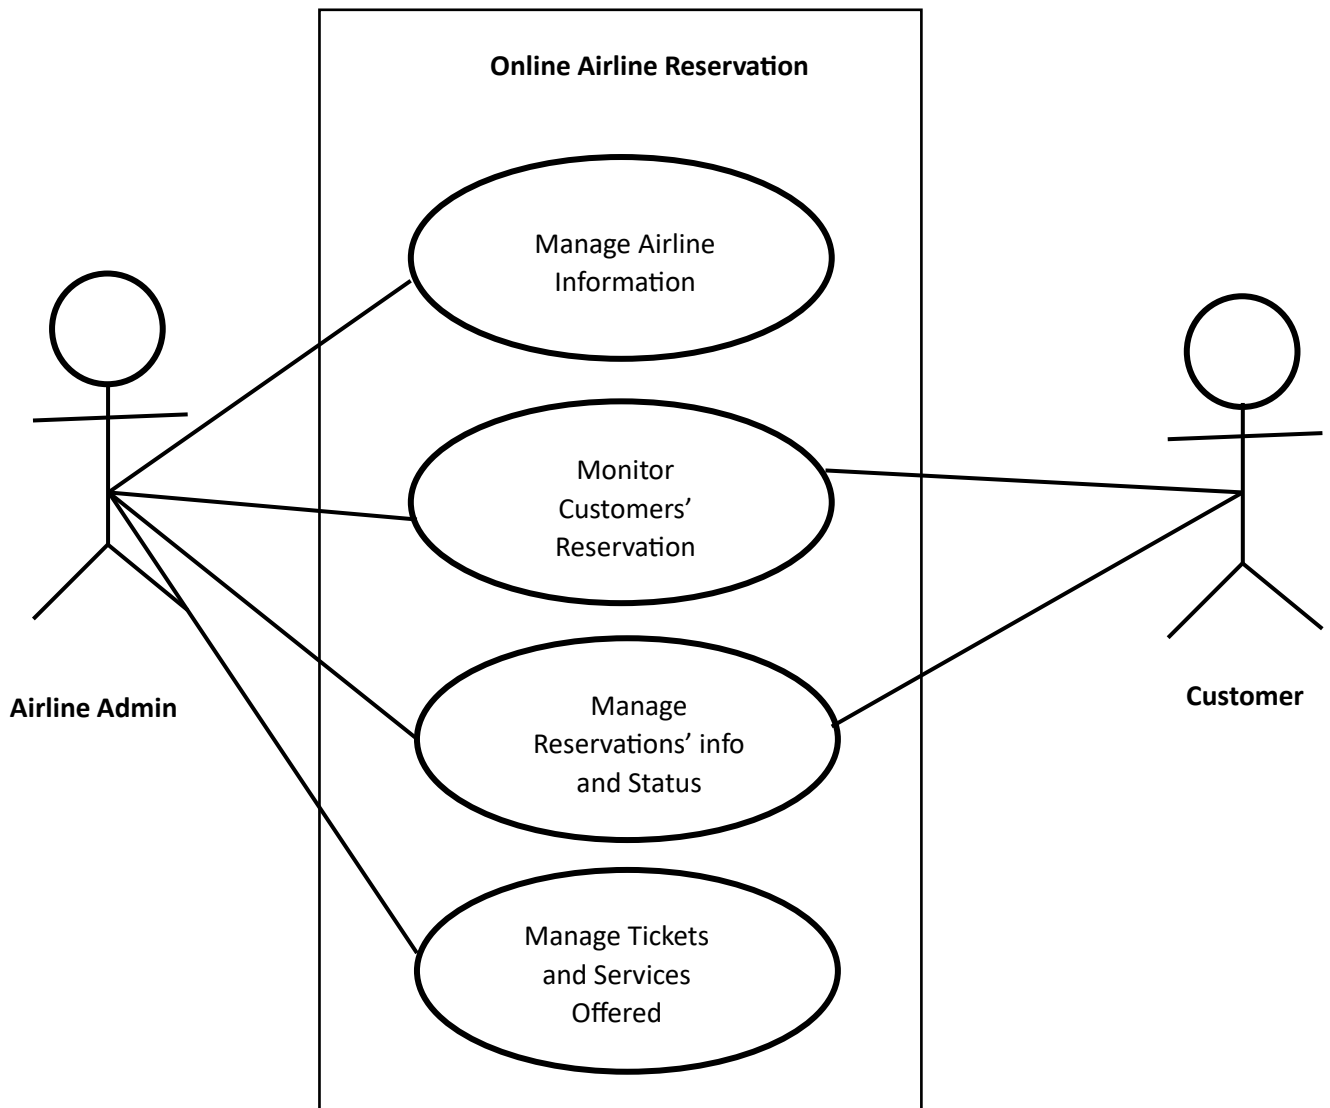 Online Airline Reservation
Manage Airline
Information
Monitor
Customers’
Reservation
Manage
Reservations’ info
and Status
Airline Admin
Customer
Manage Tickets
and Services
Offered